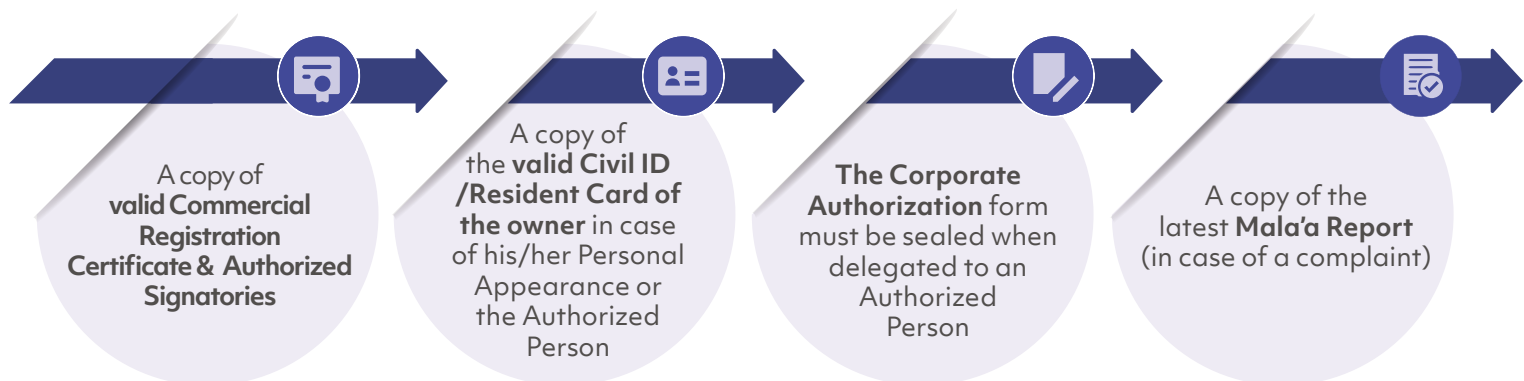 A copy of
valid Commercial
Registration
Certificate & Authorized
Signatories
A copy of
the valid Civil ID
/Resident Card of
the owner in case
of his/her Personal
Appearance or
the Authorized
Person
The Corporate
Authorization form
must be sealed when
delegated to an
Authorized
Person
A copy of the
latest Mala’a Report
(in case of a complaint)